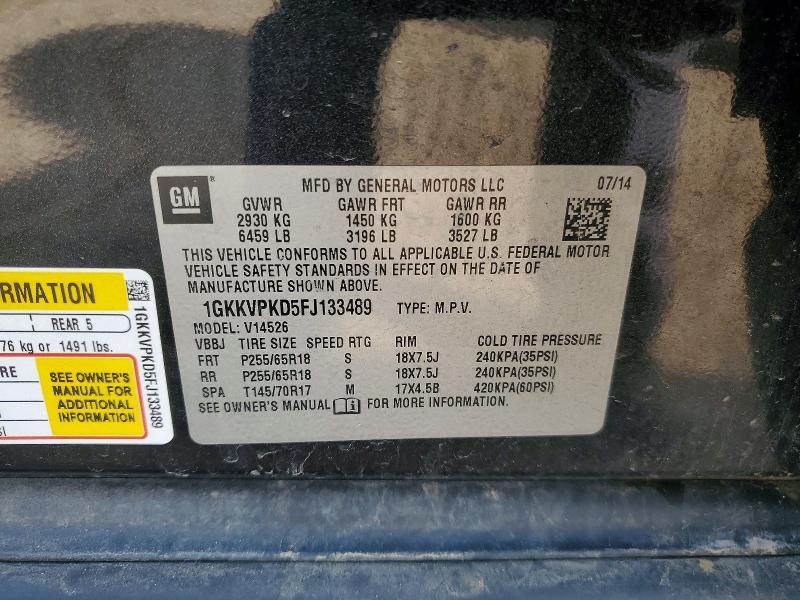 GM
®
MFD BY GENERAL MOTORS LLC 07/14
GVWR GAWR FRT GAWR RR
2930 KG 1450 KG 1600 KG
6459 LB 3196 LB 3527 LB
THIS VEHICLE CONFORMS TO ALL APPLICABLE U.S. FEDERAL MOTOR
VEHICLE SAFETY STANDARDS IN EFFECT ON THE DATE OF
MANUFACTURE SHOWN ABOVE.
1GKKVPKD5FJ133489 TYPE: M.P.V.
MODEL: V14526
VBBJ TIRE SIZE SPEED RTG RIM COLD TIRE PRESSURE
FRT P255/65R18 S 18X7.5J 240KPA(35PSI)
RR P255/65R18 S 18X7.5J 240KPA(35PSI)
SPA T145/70R17 M 17X4.5B 420KPA(60PSI)
SEE OWNER'S MANUAL i FOR MORE INFORMATION.
RMATION
REAR 5
76 kg or 1491 lbs.
RE
SEE OWNER'S
MANUAL FOR
ADDITIONAL
INFORMATION
SI
1GKKVPKD5FJ133489